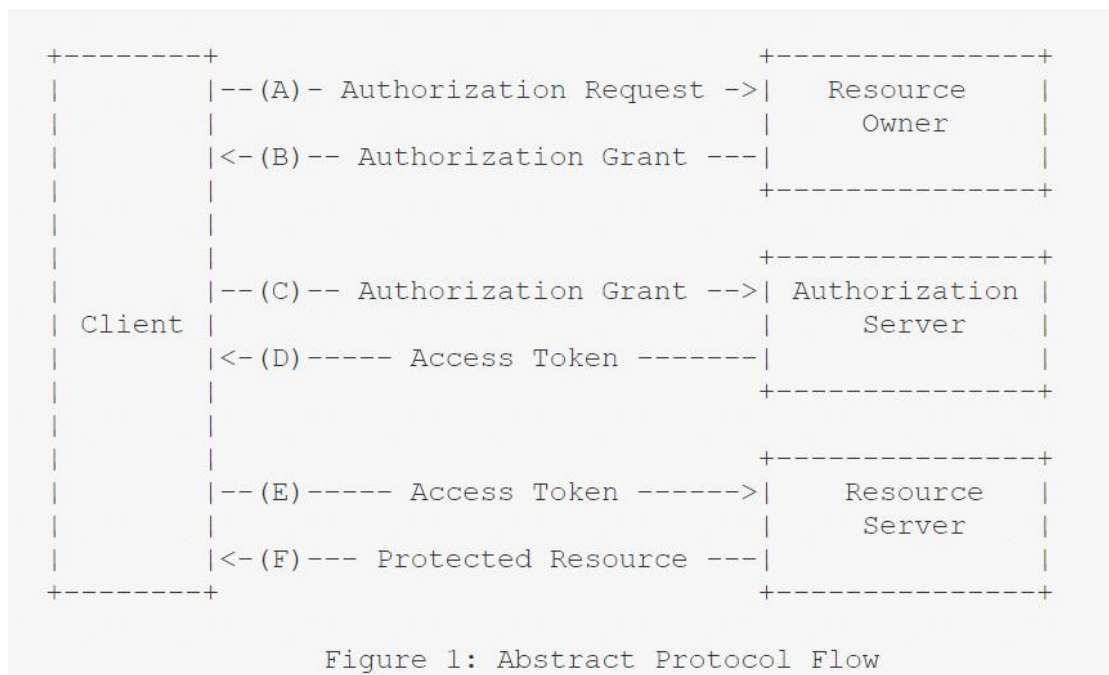 +--------+                               +---------------+
|        |--(A)- Authorization Request ->|   Resource    |
|        |                               |     Owner     |
|        |<-(B)-- Authorization Grant ---|               |
|        |                               +---------------+
|        |
|        |                               +---------------+
|        |--(C)-- Authorization Grant -->| Authorization |
| Client |                               |     Server    |
|        |<-(D)----- Access Token -------|               |
|        |                               +---------------+
|        |
|        |                               +---------------+
|        |--(E)----- Access Token ------>|    Resource   |
|        |                               |     Server    |
|        |<-(F)--- Protected Resource ---|               |
+--------+                               +---------------+
Figure 1: Abstract Protocol Flow